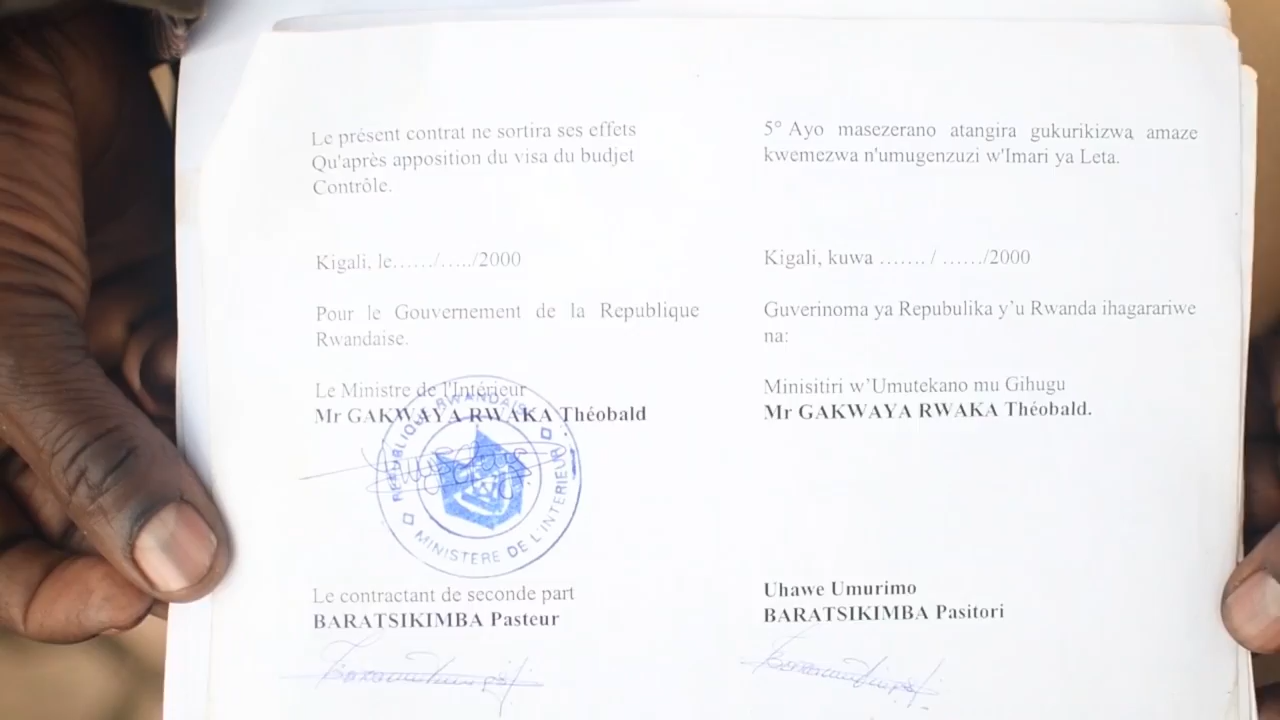 Le présent contrat ne sortira ses effets
Qu'après apposition du visa du budjet
Contrôle.
Kigali, le....../...../2000
Pour le Gouvernement de la Republique
Rwandaise.
Le Ministre de l'Intérieur
Mr GAKWAYA RWAKA Théobald
REPUBLIQUE RWANDAISE
MINISTERE DE L'INTERIEUR
Le contractant de seconde part
BARATSIKIMBA Pasteur
5° Ayo masezerano atangira gukurikizwa amaze
kwemezwa n'umugenzuzi w'Imari ya Leta.
Kigali, kuwa ....... / ....../2000
Guverinoma ya Repubulika y’u Rwanda ihagarariwe
na:
Minisitiri w’Umutekano mu Gihugu
Mr GAKWAYA RWAKA Théobald.
Uhawe Umurimo
BARATSIKIMBA Pasitori